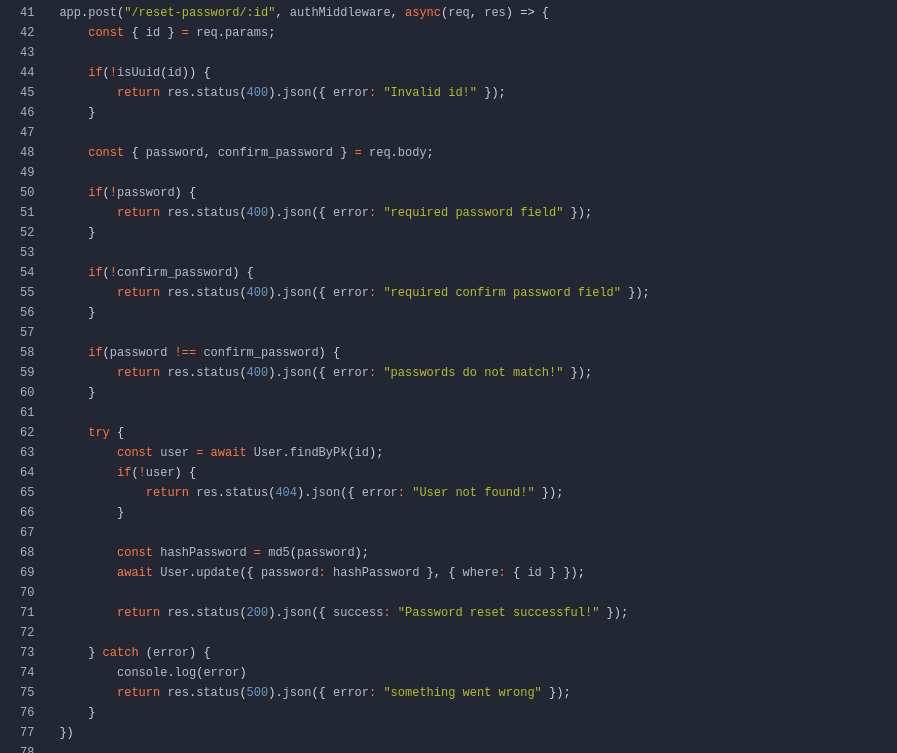 41 app.post("/reset-password/:id", authMiddleware, async(req, res) => {
42     const { id } = req.params;
43
44     if(!isUuid(id)) {
45         return res.status(400).json({ error: "Invalid id!" });
46     }
47
48     const { password, confirm_password } = req.body;
49
50     if(!password) {
51         return res.status(400).json({ error: "required password field" });
52     }
53
54     if(!confirm_password) {
55         return res.status(400).json({ error: "required confirm password field" });
56     }
57
58     if(password !== confirm_password) {
59         return res.status(400).json({ error: "passwords do not match!" });
60     }
61
62     try {
63         const user = await User.findByPk(id);
64         if(!user) {
65             return res.status(404).json({ error: "User not found!" });
66         }
67
68         const hashPassword = md5(password);
69         await User.update({ password: hashPassword }, { where: { id } });
70
71         return res.status(200).json({ success: "Password reset successful!" });
72
73     } catch (error) {
74         console.log(error)
75         return res.status(500).json({ error: "something went wrong" });
76     }
77 })
78